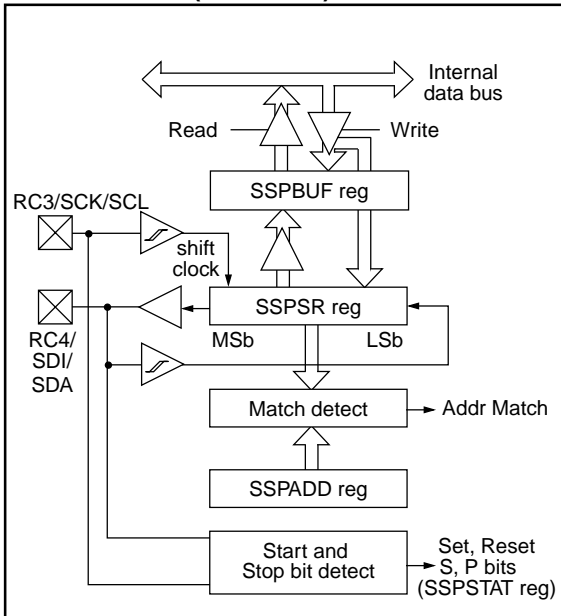 Internal
data bus
Read
Write
SSPBUF reg
RC3/SCK/SCL
shift
clock
SSPSR reg
MSb
LSb
RC4/
SDI/
SDA
Match detect
Addr Match
SSPADD reg
Start and
Stop bit detect
Set, Reset
S, P bits
(SSPSTAT reg)